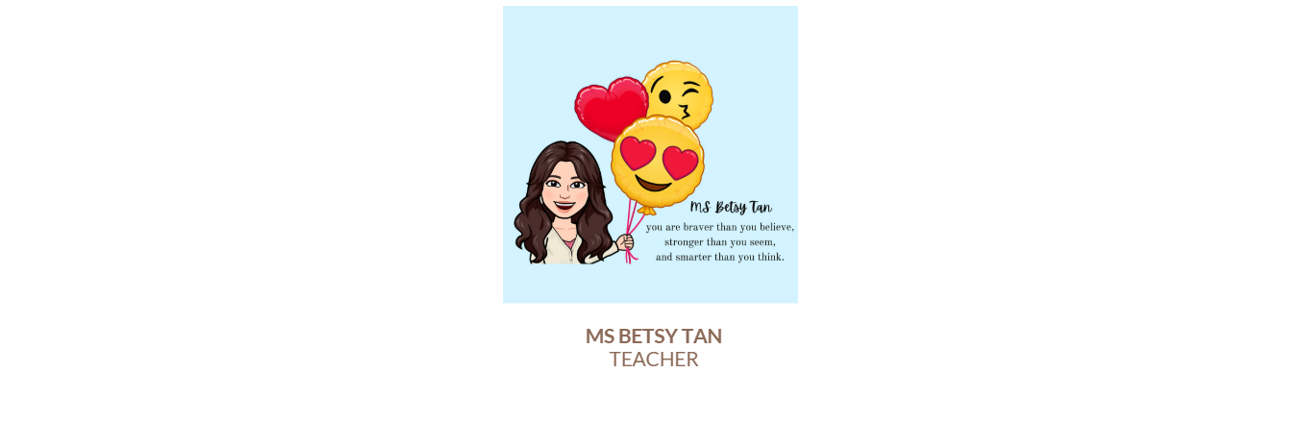 MS Betsy Tan
you are braver than you believe,
stronger than you seem,
and smarter than you think.
MS BETSY TAN
TEACHER